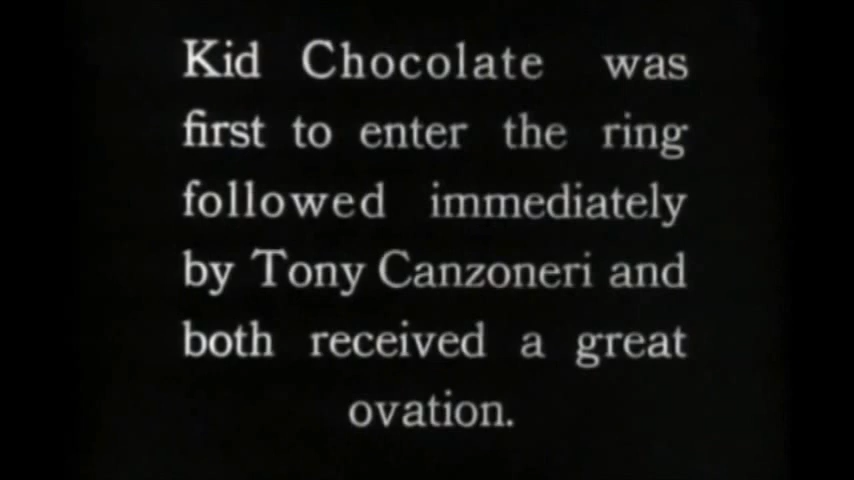 Kid Chocolate was
first to enter the ring
followed immediately
by Tony Canzoneri and
both received a great
ovation.